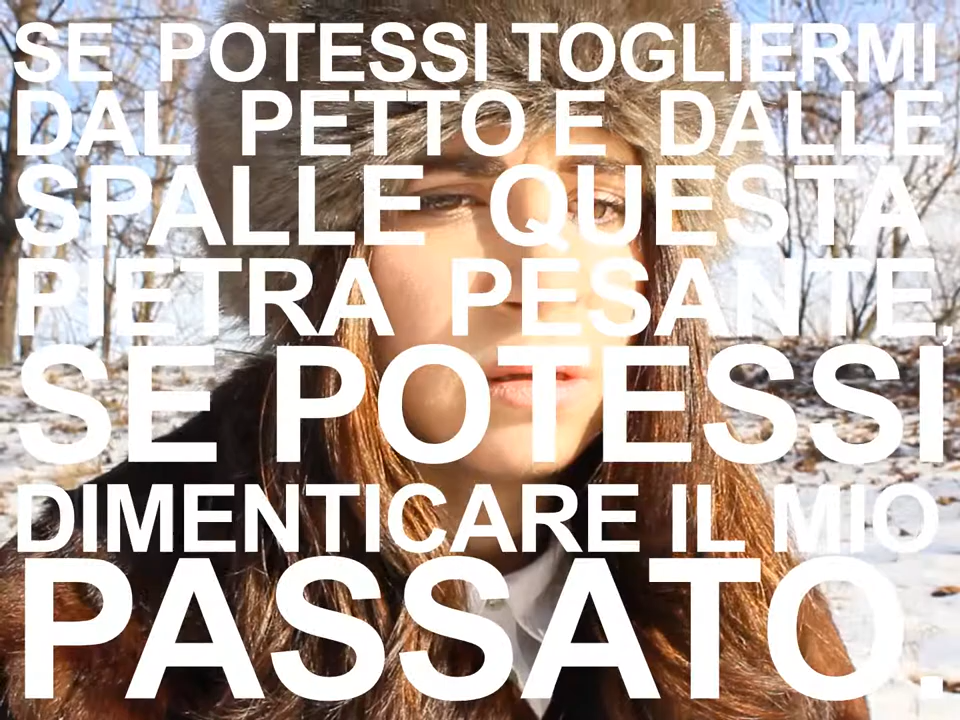 SE POTESSI TOGLIERMI
DAL PETTO E DALLE
SPALLE QUESTA
PIETRA PESANTE,
SE POTESSI
DIMENTICARE IL MIO
PASSATO.